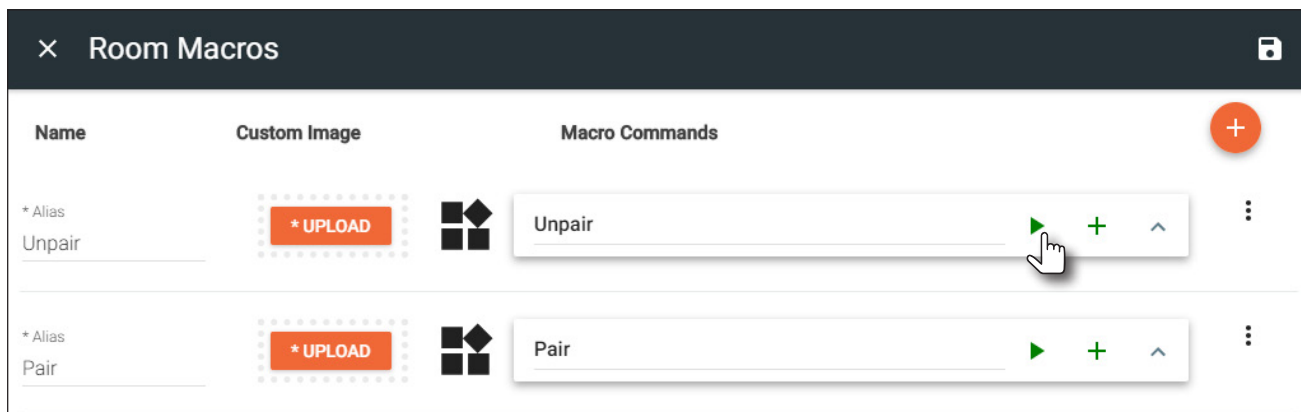 Room Macros
Name Custom Image Macro Commands
* Alias
Unpair
* UPLOAD
Unpair
* Alias
Pair
* UPLOAD
Pair